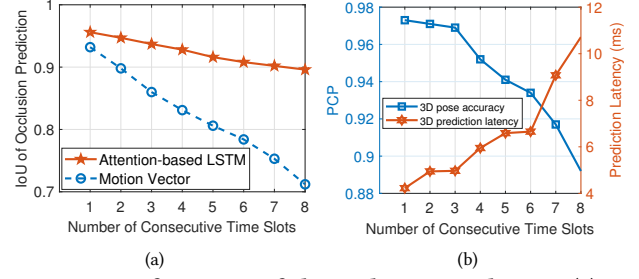 1
0.9
0.8
0.7
IoU of Occlusion Prediction
Attention-based LSTM
Motion Vector
1 2 3 4 5 6 7 8
Number of Consecutive Time Slots
(a)
0.98
0.96
0.94
0.92
0.9
0.88
PCP
3D pose accuracy
3D prediction latency
12
10
8
6
4
Prediction Latency (ms)
1 2 3 4 5 6 7 8
Number of Consecutive Time Slots
(b)